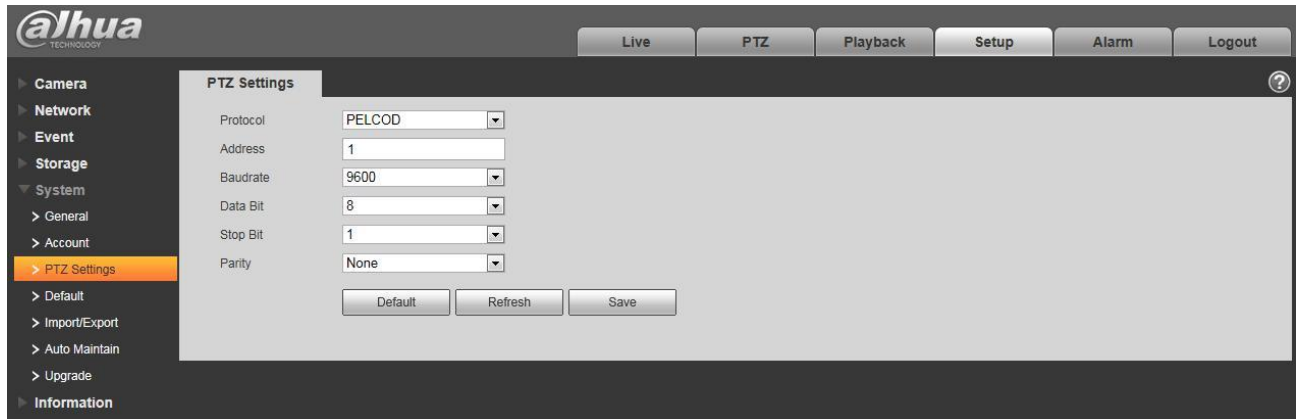 alhua
TECHNOLOGY
Live PTZ Playback Setup Alarm Logout
Camera
Network
Event
Storage
System
> General
> Account
> PTZ Settings
> Default
> Import/Export
> Auto Maintain
> Upgrade
Information
PTZ Settings
?
Protocol PELCOD
Address 1
Baudrate 9600
Data Bit 8
Stop Bit 1
Parity None
Default Refresh Save